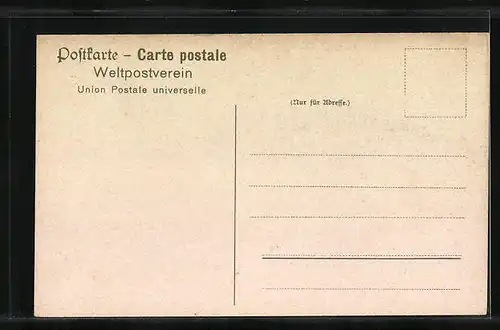 Postkarte – Carte postale
Weltpostverein
Union Postale universelle
(Nur für Adresse.)